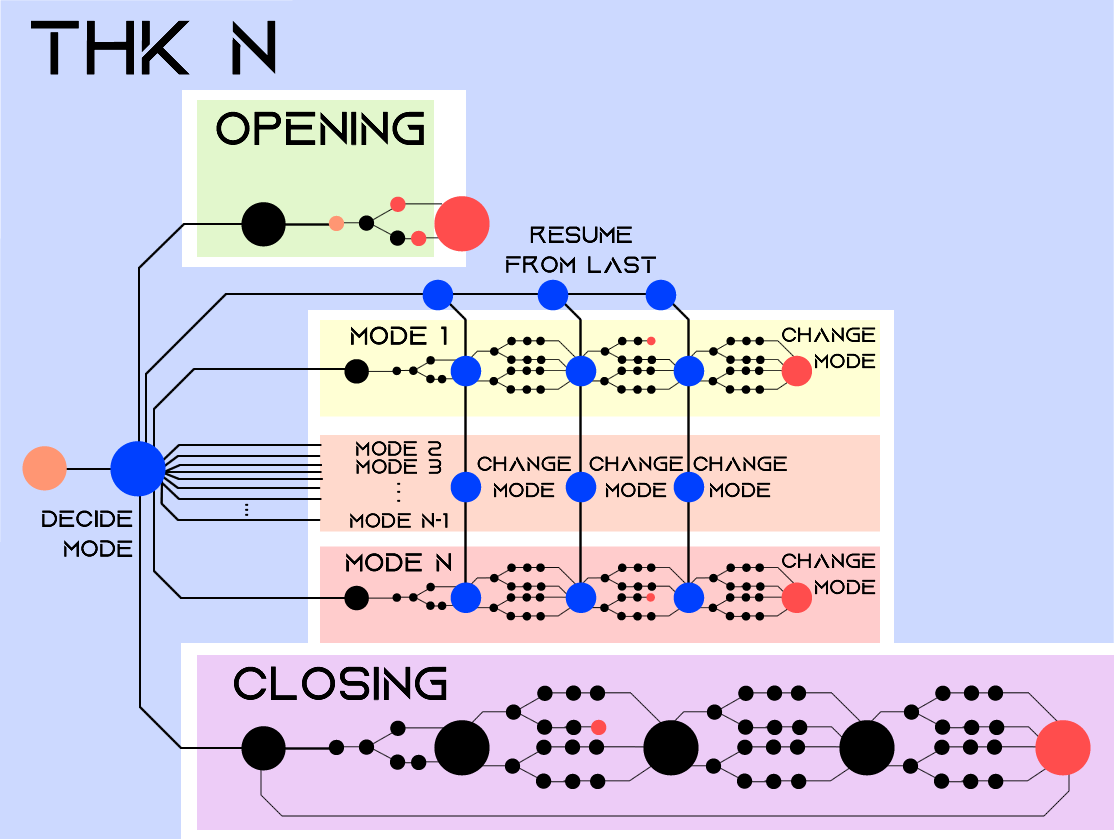 THK N
OPENING
RESUME
FROM LAST
MODE 1
CHANGE
MODE
MODE 2
MODE 3
⋮
MODE N-1
CHANGE
MODE
CHANGE
MODE
CHANGE
MODE
DECIDE
MODE
⋮
MODE N
CHANGE
MODE
CLOSING